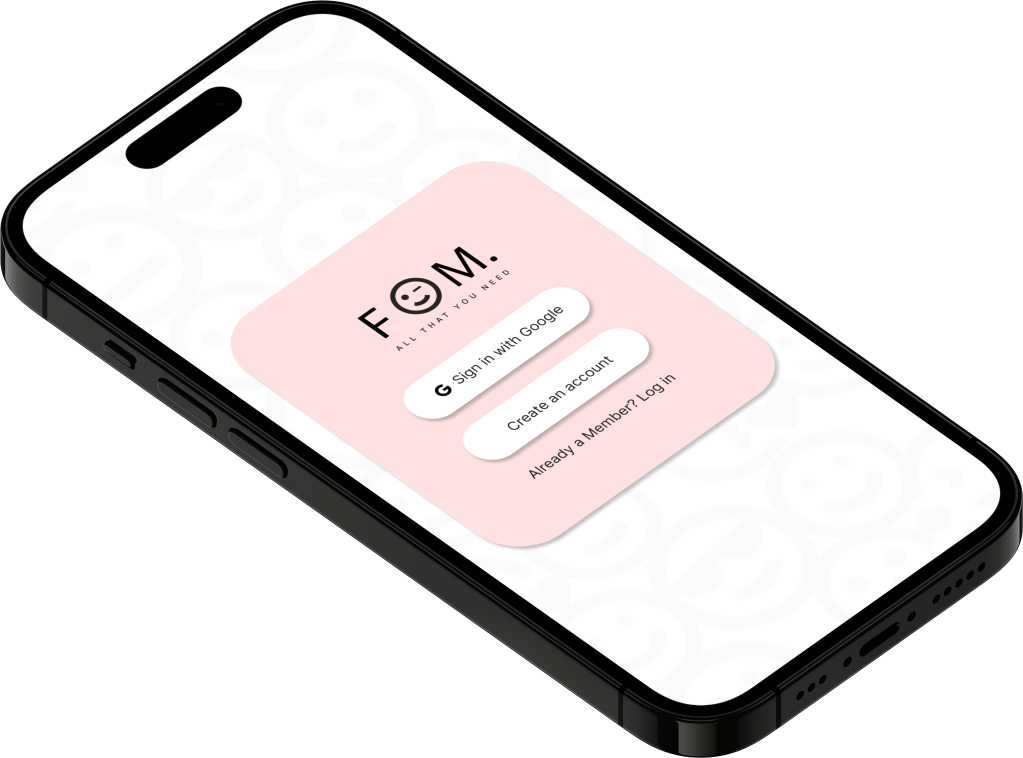 FOM.
ALL THAT YOU NEED
G Sign in with Google
Create an account
Already a Member? Log in